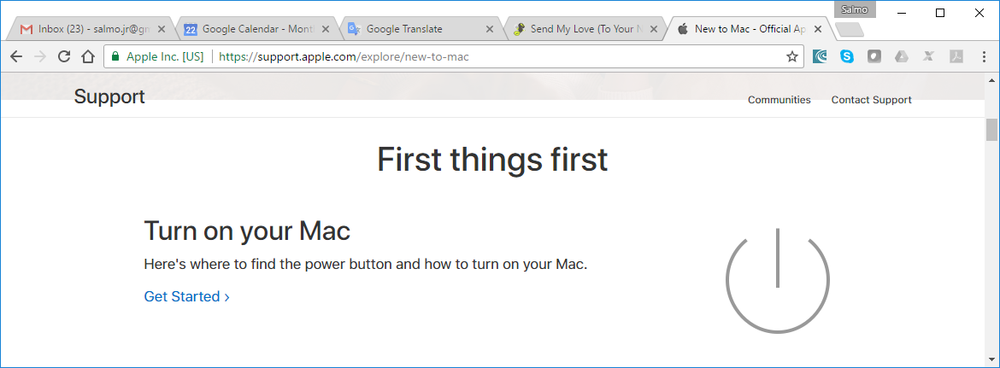 Salmo
Inbox (23) - salmo.jr@gm
Google Calendar - Mont
Google Translate
Send My Love (To Your N
New to Mac - Official Ap
Apple Inc. [US]
https://support.apple.com/explore/new-to-mac
Support
Communities
Contact Support
First things first
Turn on your Mac
Here's where to find the power button and how to turn on your Mac.
Get Started ›